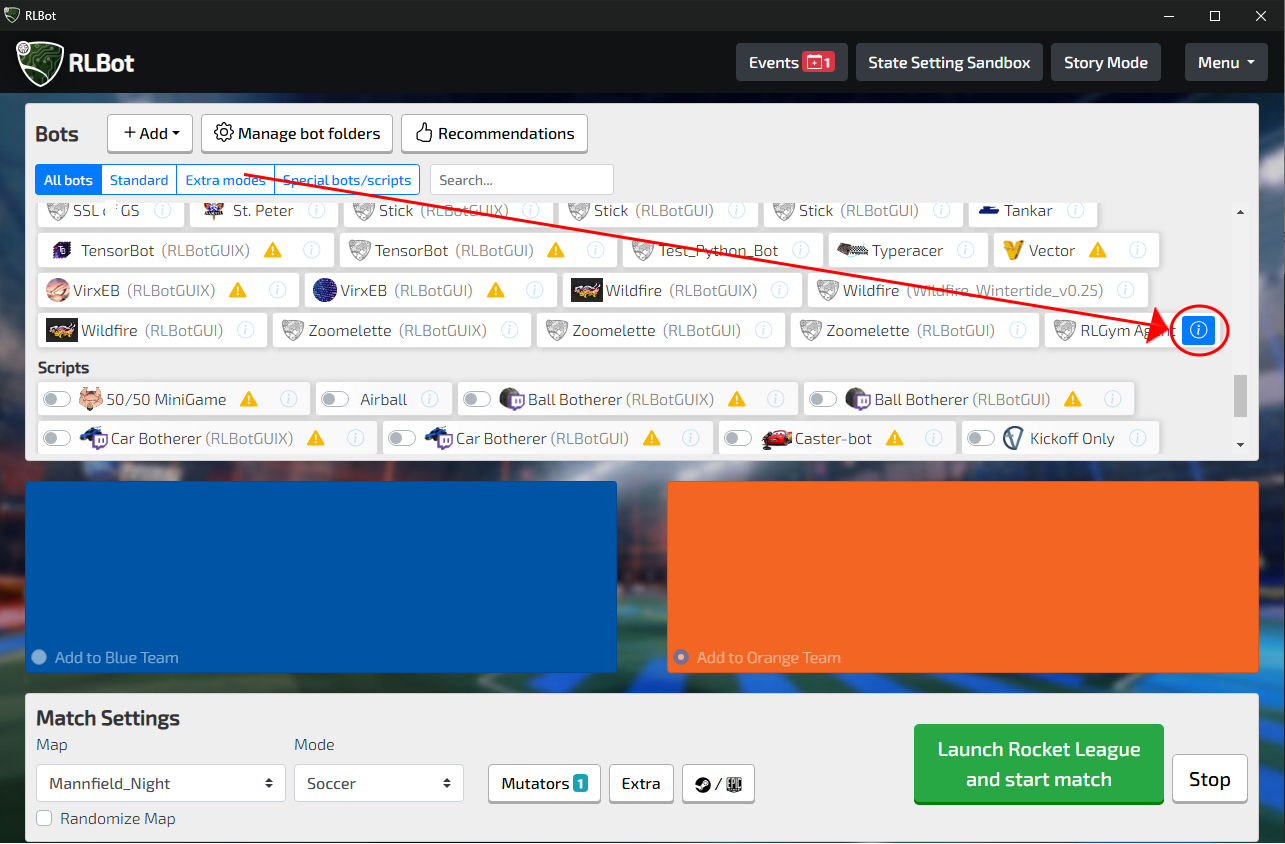 RLBot
RLBot Events 1 State Setting Sandbox Story Mode Menu
Bots + Add Manage bot folders Recommendations
All bots Standard Extra modes Special bots/scripts Search...
SSL GS St. Peter Stick (RLBotGUIX) Stick (RLBotGUI) Stick (RLBotGUI) Tankar
TensorBot (RLBotGUIX) TensorBot (RLBotGUI) Test_Python_Bot Typeracer Vector
VirxEB (RLBotGUIX) VirxEB (RLBotGUI) Wildfire (RLBotGUIX) Wildfire (Wildfire_Wintertide_v0.25)
Wildfire (RLBotGUI) Zoomelette (RLBotGUIX) Zoomelette (RLBotGUI) Zoomelette (RLBotGUI) RLGym Agent
Scripts
50/50 MiniGame Airball Ball Botherer (RLBotGUIX) Ball Botherer (RLBotGUI)
Car Botherer (RLBotGUIX) Car Botherer (RLBotGUI) Caster-bot Kickoff Only
Add to Blue Team Add to Orange Team
Match Settings
Map Mode
Launch Rocket League
and start match
Mannfield_Night Soccer Mutators 1 Extra / EPIC Stop
Randomize Map